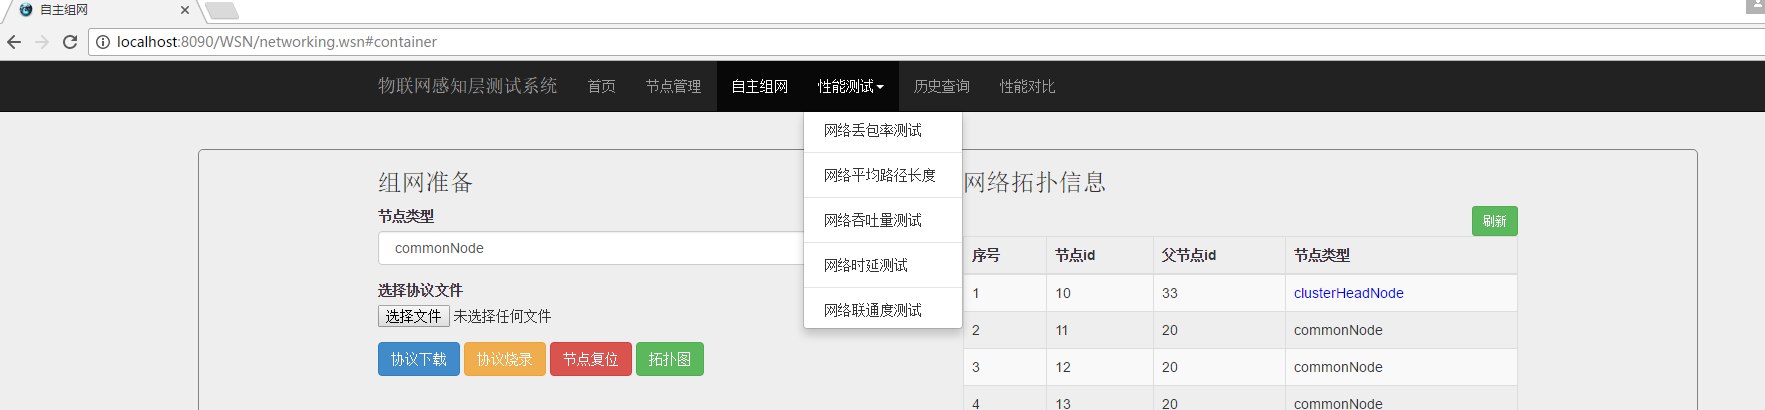 自主组网
localhost:8090/WSN/networking.wsn#container
物联网感知层测试系统 首页 节点管理 自主组网 性能测试 历史查询 性能对比
网络丢包率测试
网络平均路径长度
网络吞吐量测试
网络时延测试
网络联通度测试
组网准备
节点类型
commonNode
选择协议文件
选择文件 未选择任何文件
协议下载 协议烧录 节点复位 拓扑图
网络拓扑信息
刷新
序号 节点id 父节点id 节点类型
1 10 33 clusterHeadNode
2 11 20 commonNode
3 12 20 commonNode
4 13 20 commonNode